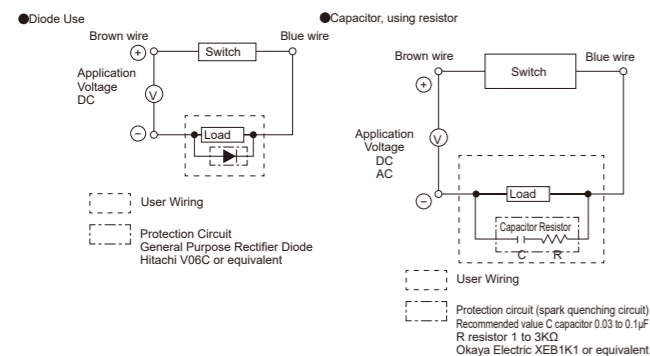 ●Diode Use
Brown wire
Blue wire
Switch
+
Application
Voltage
DC
V
−
Load
User Wiring
Protection Circuit
General Purpose Rectifier Diode
Hitachi V06C or equivalent
●Capacitor, using resistor
Brown wire
Blue wire
Switch
+
Application
Voltage
DC
AC
V
−
Load
Capacitor Resistor
C R
User Wiring
Protection circuit (spark quenching circuit)
Recommended value C capacitor 0.03 to 0.1μF
R resistor 1 to 3KΩ
Okaya Electric XEB1K1 or equivalent